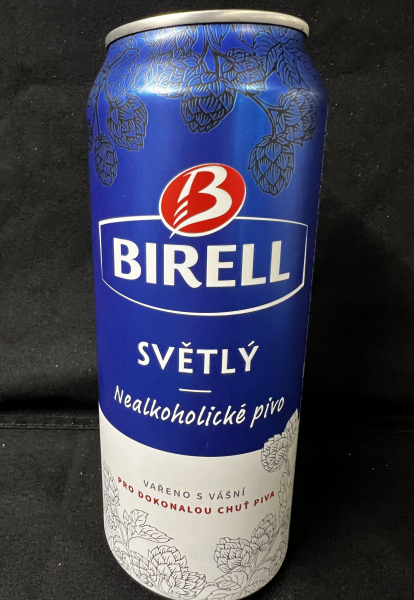 B
BIRELL
SVĚTLÝ
Nealkoholické pivo
VAŘENO S VÁŠNÍ
PRO DOKONALOU CHUŤ PIVA